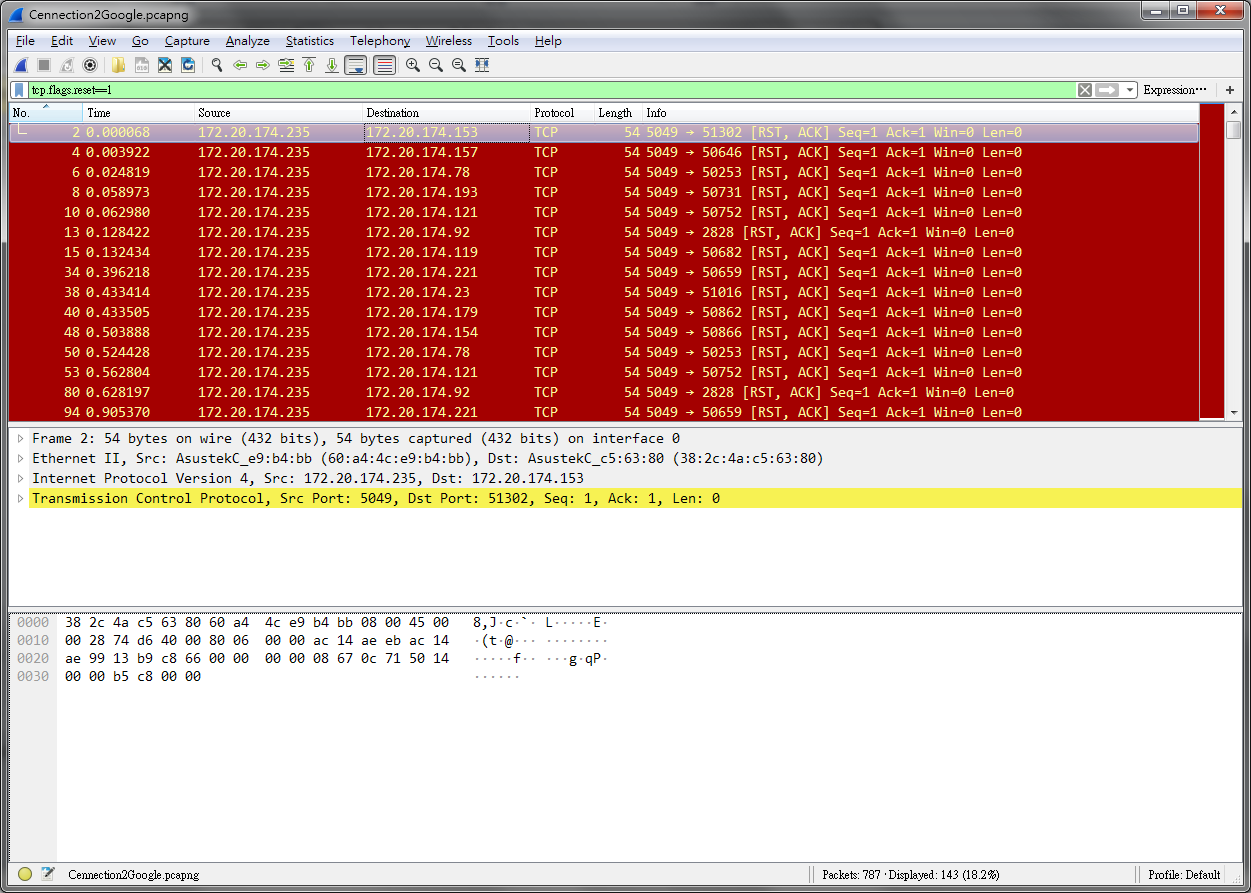 Cennection2Google.pcapng
File Edit View Go Capture Analyze Statistics Telephony Wireless Tools Help
tcp.flags.reset==1 Expression… +
No. Time Source Destination Protocol Length Info
2 0.000068 172.20.174.235 172.20.174.153 TCP 54 5049 → 51302 [RST, ACK] Seq=1 Ack=1 Win=0 Len=0
4 0.003922 172.20.174.235 172.20.174.157 TCP 54 5049 → 50646 [RST, ACK] Seq=1 Ack=1 Win=0 Len=0
6 0.024819 172.20.174.235 172.20.174.78 TCP 54 5049 → 50253 [RST, ACK] Seq=1 Ack=1 Win=0 Len=0
8 0.058973 172.20.174.235 172.20.174.193 TCP 54 5049 → 50731 [RST, ACK] Seq=1 Ack=1 Win=0 Len=0
10 0.062980 172.20.174.235 172.20.174.121 TCP 54 5049 → 50752 [RST, ACK] Seq=1 Ack=1 Win=0 Len=0
13 0.128422 172.20.174.235 172.20.174.92 TCP 54 5049 → 2828 [RST, ACK] Seq=1 Ack=1 Win=0 Len=0
15 0.132434 172.20.174.235 172.20.174.119 TCP 54 5049 → 50682 [RST, ACK] Seq=1 Ack=1 Win=0 Len=0
34 0.396218 172.20.174.235 172.20.174.221 TCP 54 5049 → 50659 [RST, ACK] Seq=1 Ack=1 Win=0 Len=0
38 0.433414 172.20.174.235 172.20.174.23 TCP 54 5049 → 51016 [RST, ACK] Seq=1 Ack=1 Win=0 Len=0
40 0.433505 172.20.174.235 172.20.174.179 TCP 54 5049 → 50862 [RST, ACK] Seq=1 Ack=1 Win=0 Len=0
48 0.503888 172.20.174.235 172.20.174.154 TCP 54 5049 → 50866 [RST, ACK] Seq=1 Ack=1 Win=0 Len=0
50 0.524428 172.20.174.235 172.20.174.78 TCP 54 5049 → 50253 [RST, ACK] Seq=1 Ack=1 Win=0 Len=0
53 0.562804 172.20.174.235 172.20.174.121 TCP 54 5049 → 50752 [RST, ACK] Seq=1 Ack=1 Win=0 Len=0
80 0.628197 172.20.174.235 172.20.174.92 TCP 54 5049 → 2828 [RST, ACK] Seq=1 Ack=1 Win=0 Len=0
94 0.905370 172.20.174.235 172.20.174.221 TCP 54 5049 → 50659 [RST, ACK] Seq=1 Ack=1 Win=0 Len=0
Frame 2: 54 bytes on wire (432 bits), 54 bytes captured (432 bits) on interface 0
Ethernet II, Src: AsustekC_e9:b4:bb (60:a4:4c:e9:b4:bb), Dst: AsustekC_c5:63:80 (38:2c:4a:c5:63:80)
Internet Protocol Version 4, Src: 172.20.174.235, Dst: 172.20.174.153
Transmission Control Protocol, Src Port: 5049, Dst Port: 51302, Seq: 1, Ack: 1, Len: 0
0000 38 2c 4a c5 63 80 60 a4 4c e9 b4 bb 08 00 45 00 8,J·c·`· L·····E·
0010 00 28 74 d6 40 00 80 06 00 00 ac 14 ae eb ac 14 ·(t·@··· ········
0020 ae 99 13 b9 c8 66 00 00 00 00 08 67 0c 71 50 14 ·····f·· ···g·qP·
0030 00 00 b5 c8 00 00 ······
Cennection2Google.pcapng Packets: 787 · Displayed: 143 (18.2%) Profile: Default